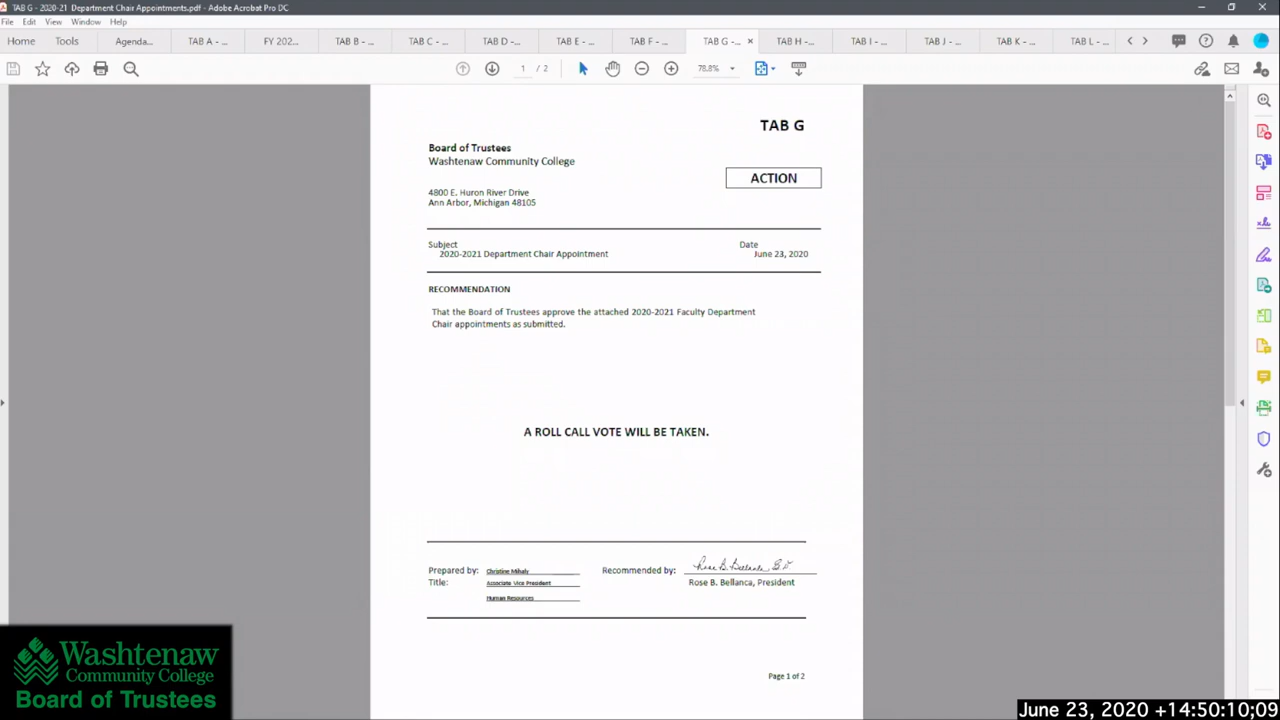 TAB G - 2020-21 Department Chair Appointments.pdf - Adobe Acrobat Pro DC
File Edit View Window Help
Home Tools Agenda... TAB A - ... FY 202... TAB B - ... TAB C - ... TAB D -... TAB E - ... TAB F - ... TAB G -... × TAB H -... TAB I - ... TAB J - ... TAB K - ... TAB L - ...
1 / 2 78.8%
TAB G
Board of Trustees
Washtenaw Community College
ACTION
4800 E. Huron River Drive
Ann Arbor, Michigan 48105
Subject Date
2020-2021 Department Chair Appointment June 23, 2020
RECOMMENDATION
That the Board of Trustees approve the attached 2020-2021 Faculty Department
Chair appointments as submitted.
A ROLL CALL VOTE WILL BE TAKEN.
Prepared by: Christine Mihaly Recommended by: Rose B. Bellanca
Title: Associate Vice President Rose B. Bellanca, President
Human Resources
Page 1 of 2
Washtenaw
Community College
Board of Trustees
June 23, 2020 +14:50:10;09